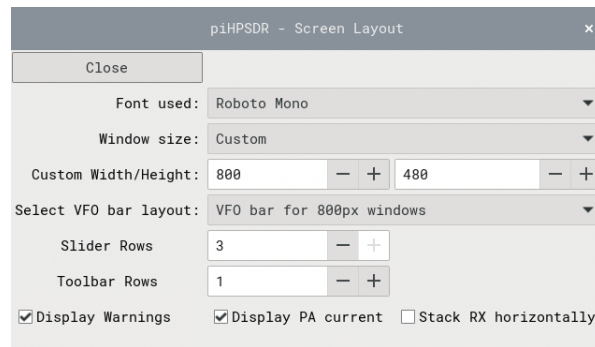 piHPSDR - Screen Layout ×
Close
Font used: Roboto Mono
Window size: Custom
Custom Width/Height: 800 − + 480 − +
Select VFO bar layout: VFO bar for 800px windows
Slider Rows 3 − +
Toolbar Rows 1 − +
Display Warnings Display PA current Stack RX horizontally